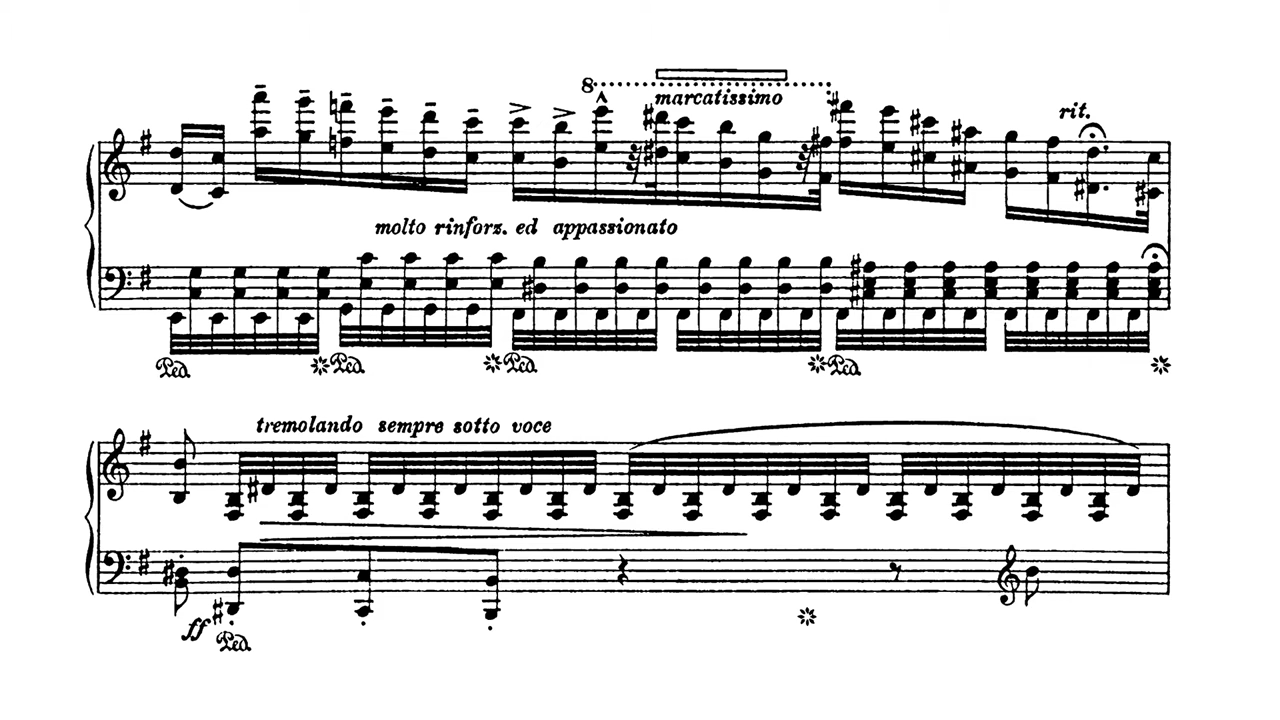 8
marcatissimo
rit.
molto rinforz. ed appassionato
Ped. Ped. Ped. Ped.
tremolando sempre sotto voce
ff
Ped.